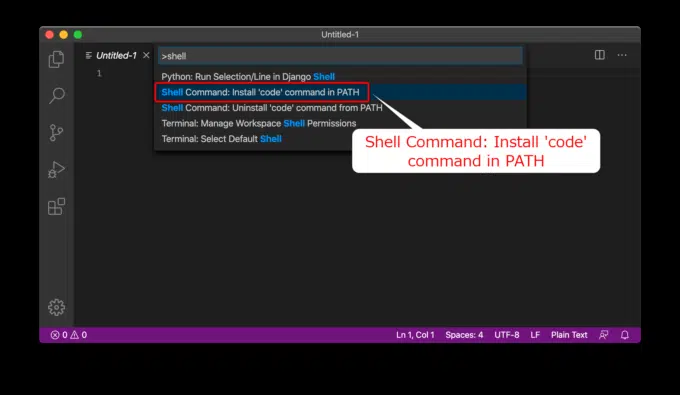 Untitled-1
Untitled-1
>shell
1
Python: Run Selection/Line in Django Shell
Shell Command: Install 'code' command in PATH
Shell Command: Uninstall 'code' command from PATH
Terminal: Manage Workspace Shell Permissions
Terminal: Select Default Shell
Shell Command: Install 'code'
command in PATH
0 0 Ln 1, Col 1 Spaces: 4 UTF-8 LF Plain Text